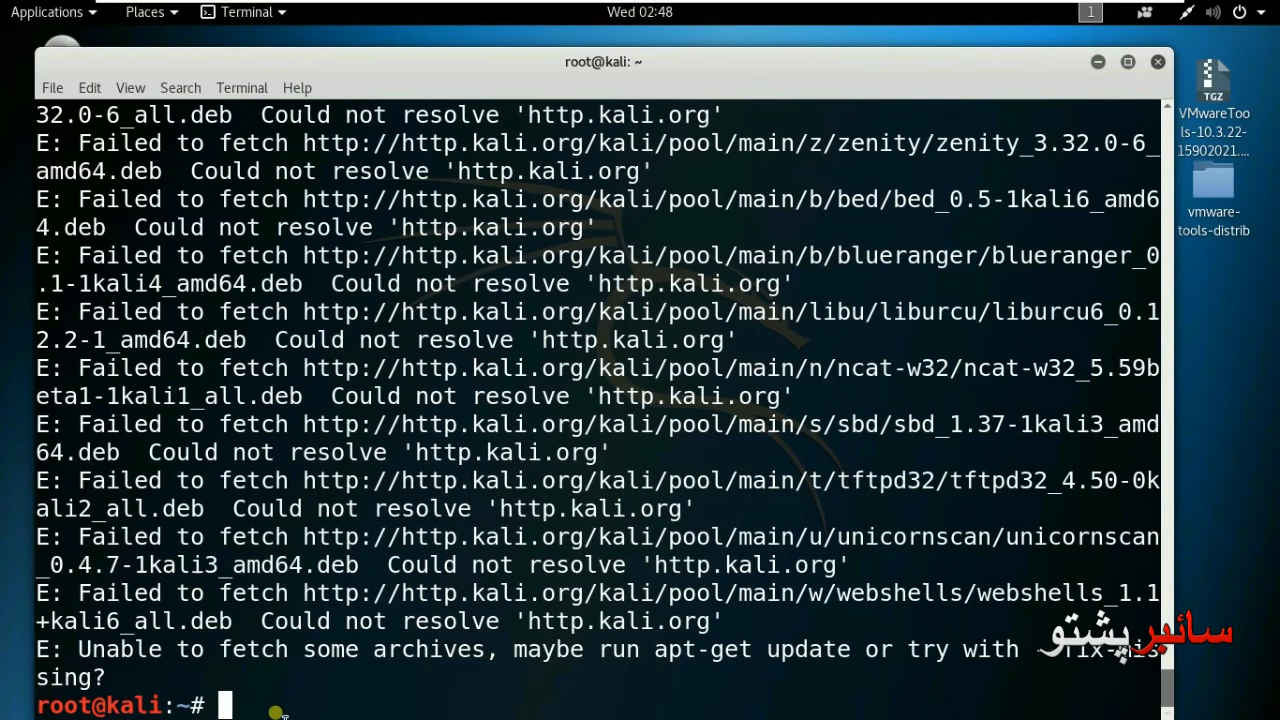 Applications Places Terminal Wed 02:48 1
root@kali: ~
File Edit View Search Terminal Help
32.0-6_all.deb  Could not resolve 'http.kali.org'
E: Failed to fetch http://http.kali.org/kali/pool/main/z/zenity/zenity_3.32.0-6_
amd64.deb  Could not resolve 'http.kali.org'
E: Failed to fetch http://http.kali.org/kali/pool/main/b/bed/bed_0.5-1kali6_amd6
4.deb  Could not resolve 'http.kali.org'
E: Failed to fetch http://http.kali.org/kali/pool/main/b/blueranger/blueranger_0
.1-1kali4_amd64.deb  Could not resolve 'http.kali.org'
E: Failed to fetch http://http.kali.org/kali/pool/main/libu/liburcu/liburcu6_0.1
2.2-1_amd64.deb  Could not resolve 'http.kali.org'
E: Failed to fetch http://http.kali.org/kali/pool/main/n/ncat-w32/ncat-w32_5.59b
eta1-1kali1_all.deb  Could not resolve 'http.kali.org'
E: Failed to fetch http://http.kali.org/kali/pool/main/s/sbd/sbd_1.37-1kali3_amd
64.deb  Could not resolve 'http.kali.org'
E: Failed to fetch http://http.kali.org/kali/pool/main/t/tftpd32/tftpd32_4.50-0k
ali2_all.deb  Could not resolve 'http.kali.org'
E: Failed to fetch http://http.kali.org/kali/pool/main/u/unicornscan/unicornscan
_0.4.7-1kali3_amd64.deb  Could not resolve 'http.kali.org'
E: Failed to fetch http://http.kali.org/kali/pool/main/w/webshells/webshells_1.1
+kali6_all.deb  Could not resolve 'http.kali.org'
E: Unable to fetch some archives, maybe run apt-get update or try with --fix-mis
sing?
root@kali:~#
TGZ
VMwareToo
ls-10.3.22-
15902021....
vmware-
tools-distrib
سائبر پشتو